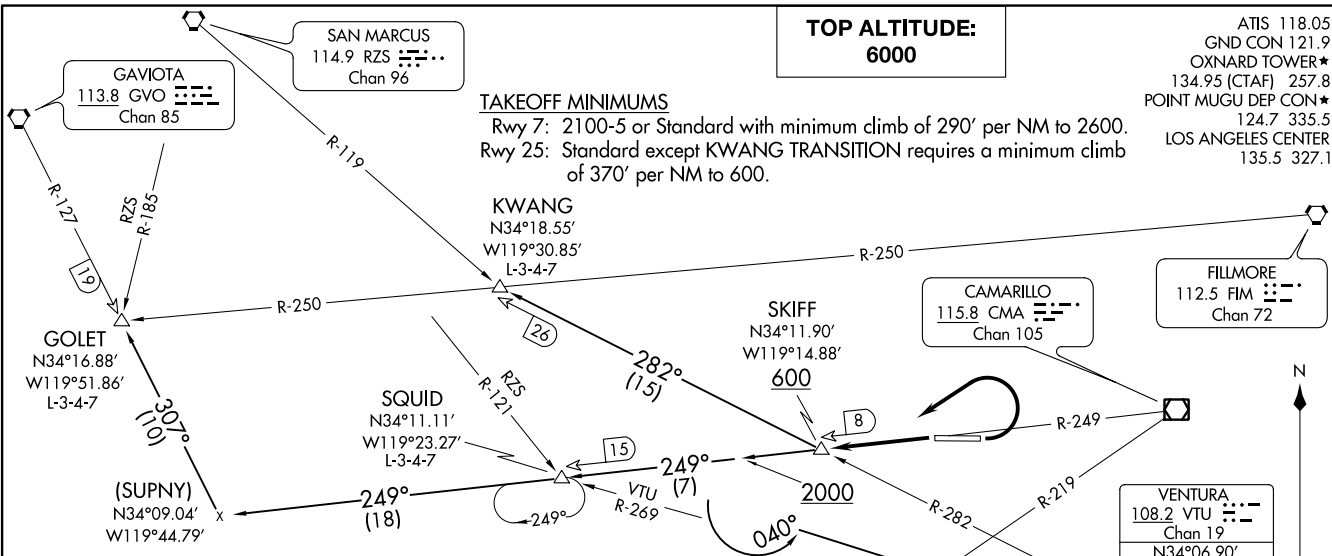 TOP ALTITUDE:
6000
ATIS 118.05
GND CON 121.9
OXNARD TOWER★
134.95 (CTAF) 257.8
POINT MUGU DEP CON★
124.7 335.5
LOS ANGELES CENTER
135.5 327.1
SAN MARCUS
114.9 RZS
Chan 96
GAVIOTA
113.8 GVO
Chan 85
TAKEOFF MINIMUMS
Rwy 7: 2100-5 or Standard with minimum climb of 290' per NM to 2600.
Rwy 25: Standard except KWANG TRANSITION requires a minimum climb
of 370' per NM to 600.
R-119
R-127
RZS
R-185
19
KWANG
N34°18.55'
W119°30.85'
L-3-4-7
R-250
R-250
FILLMORE
112.5 FIM
Chan 72
CAMARILLO
115.8 CMA
Chan 105
GOLET
N34°16.88'
W119°51.86'
L-3-4-7
26
282°
(15)
SKIFF
N34°11.90'
W119°14.88'
600
8
R-249
N
307°
(10)
SQUID
N34°11.11'
W119°23.27'
L-3-4-7
RZS
R-121
15
249°
(7)
2000
(SUPNY)
N34°09.04'
W119°44.79'
249°
(18)
249°
VTU
R-269
040°
R-282
R-219
VENTURA
108.2 VTU
Chan 19
N34°06.90'